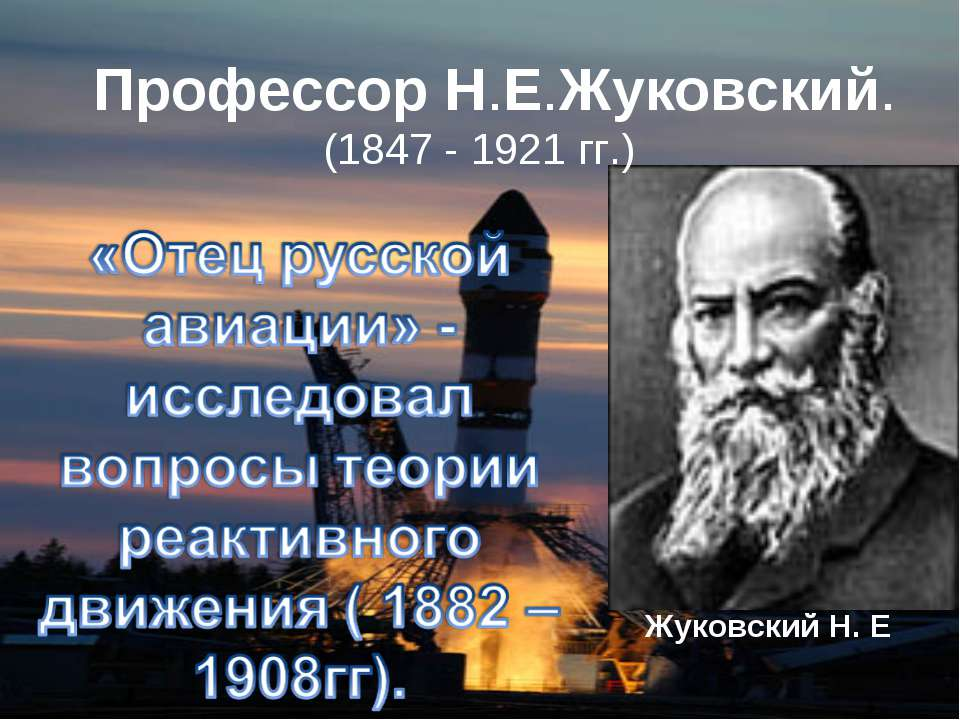 Профессор Н.Е.Жуковский.
(1847 - 1921 гг.)
«Отец русской
авиации» -
исследовал
вопросы теории
реактивного
движения ( 1882 –
1908гг).
Жуковский Н. Е